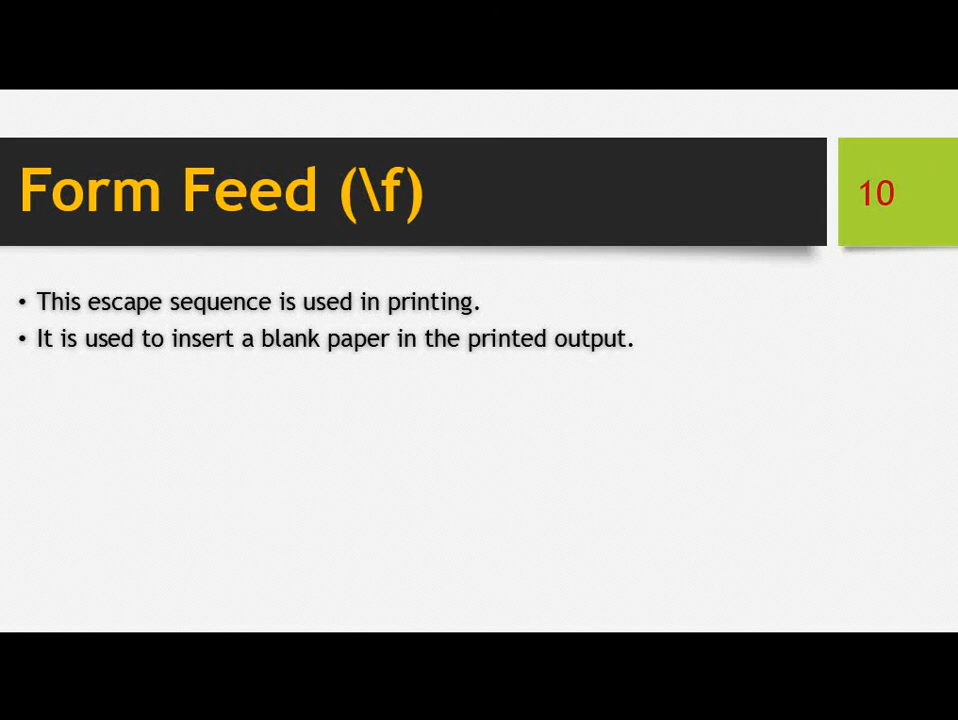 Form Feed (\f)
10
• This escape sequence is used in printing.
• It is used to insert a blank paper in the printed output.